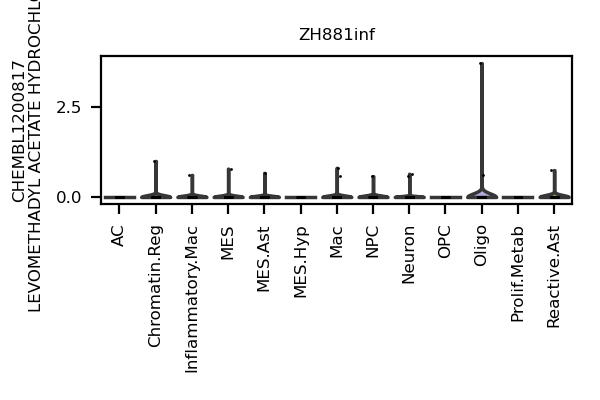 ZH881inf
CHEMBL1200817
LEVOMETHADYL ACETATE
2.5
0.0
AC
Chromatin.Reg
Inflammatory.Mac
MES
MES.Ast
MES.Hyp
Mac
NPC
Neuron
OPC
Oligo
Prolif.Metab
Reactive.Ast